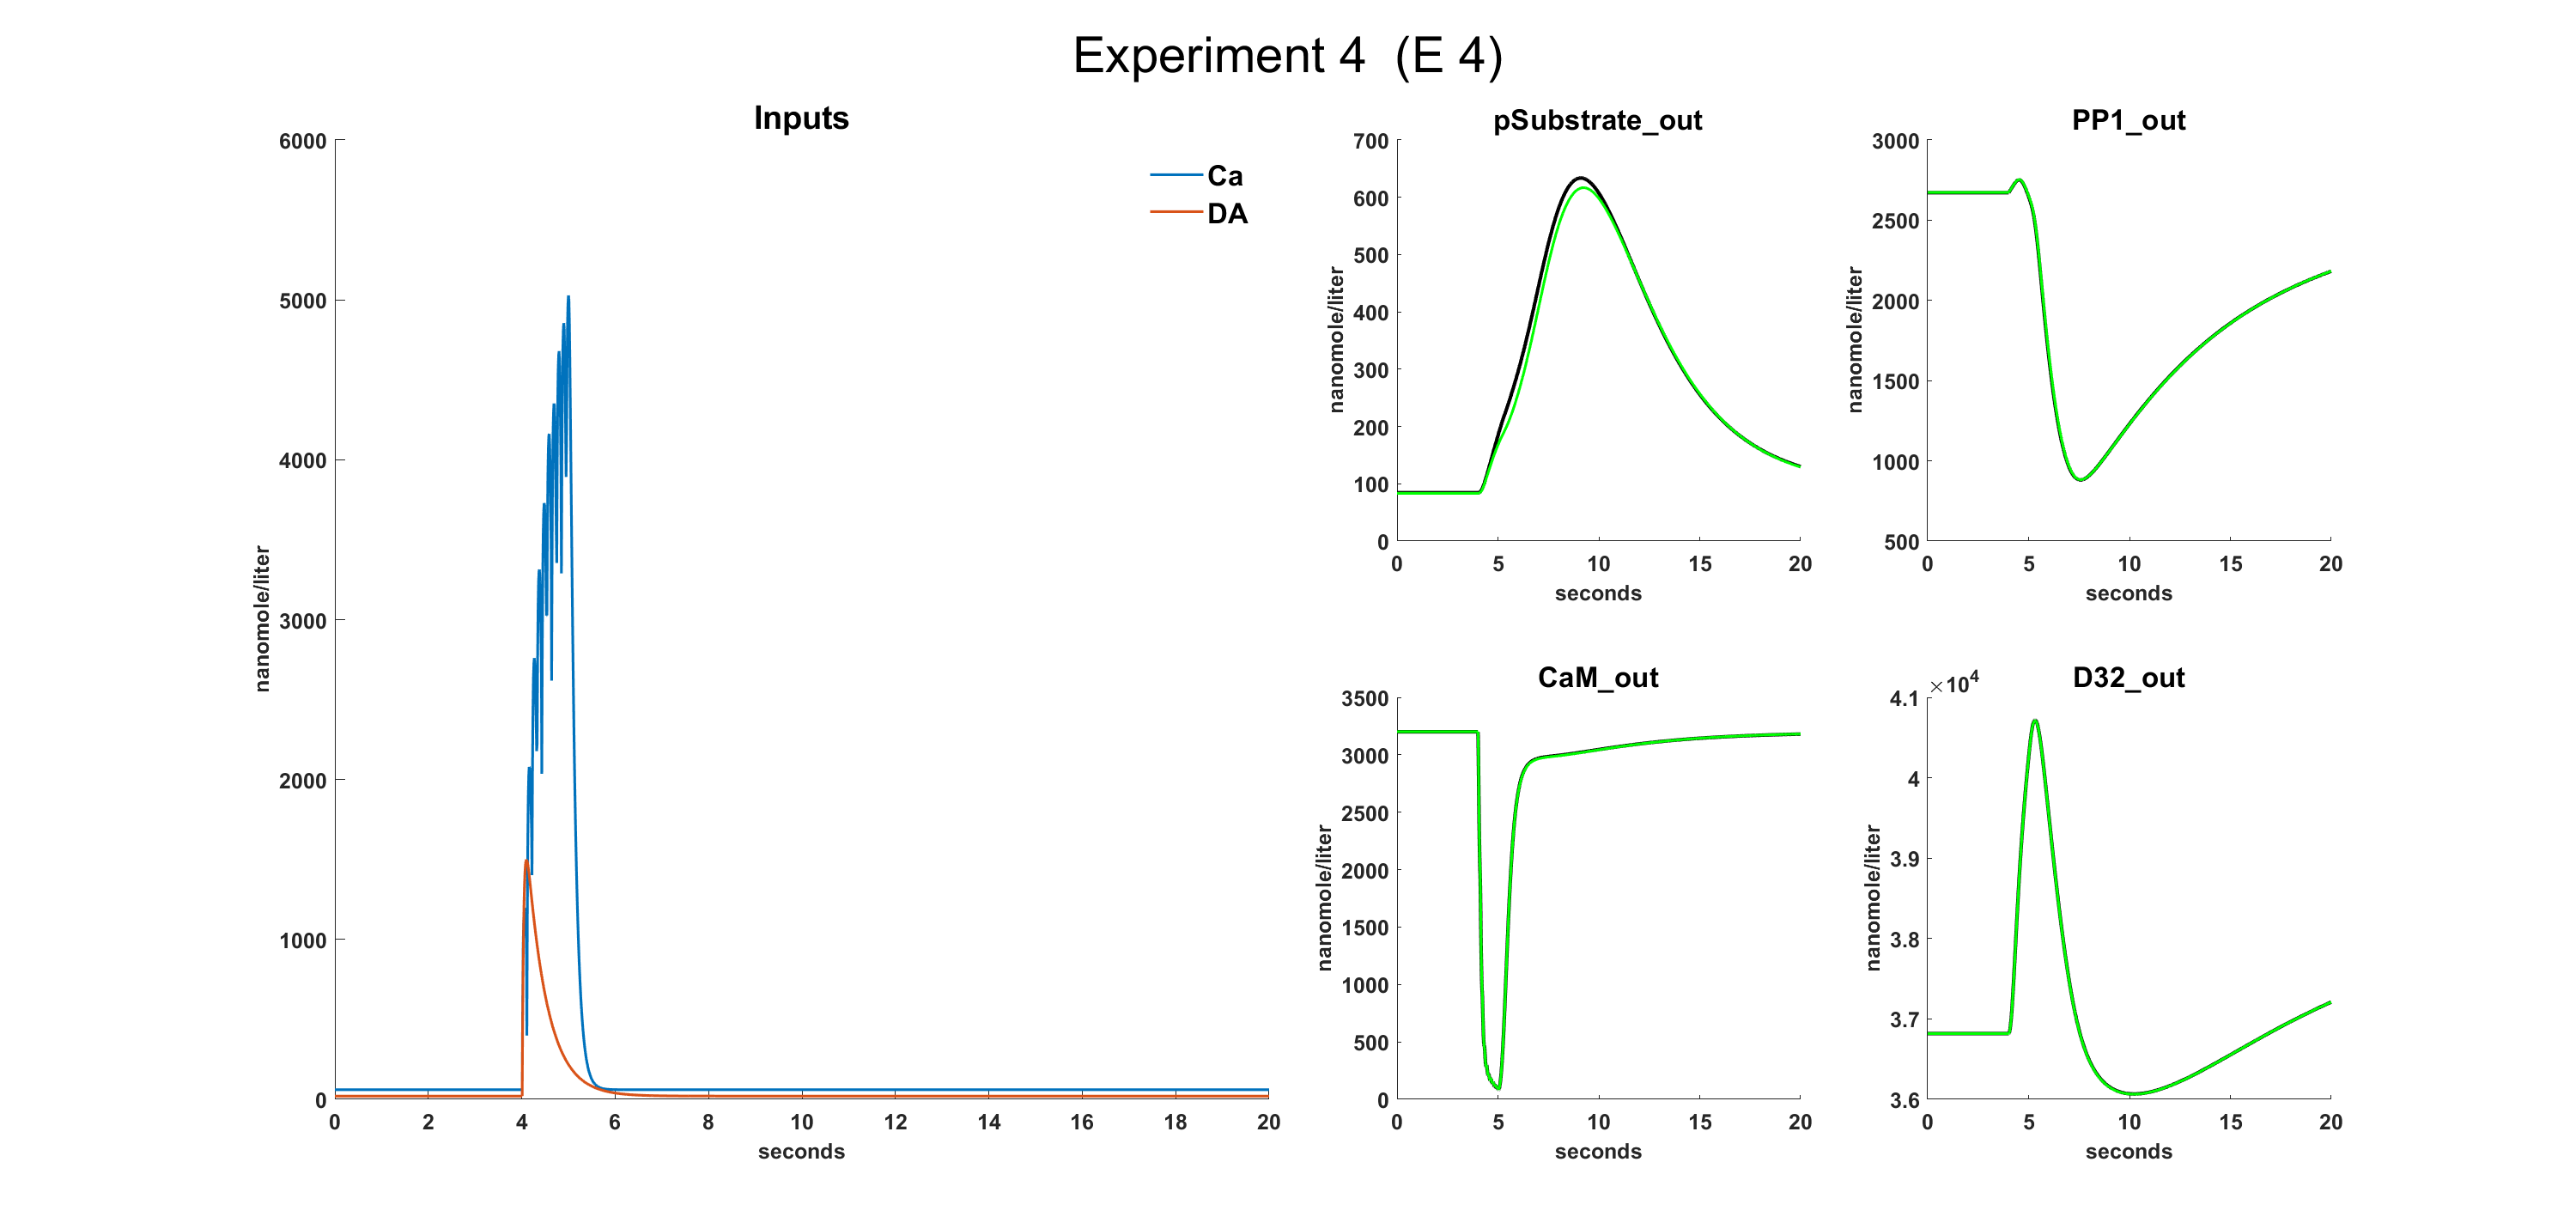 Experiment 4  (E 4)
Inputs
6000
5000
4000
3000
2000
1000
0
nanomole/liter
0 2 4 6 8 10 12 14 16 18 20
seconds
Ca
DA
pSubstrate_out
700
600
500
400
300
200
100
0
nanomole/liter
0 5 10 15 20
seconds
PP1_out
3000
2500
2000
1500
1000
500
nanomole/liter
0 5 10 15 20
seconds
CaM_out
3500
3000
2500
2000
1500
1000
500
0
nanomole/liter
0 5 10 15 20
seconds
D32_out
×10⁴
4.1
4
3.9
3.8
3.7
3.6
nanomole/liter
0 5 10 15 20
seconds